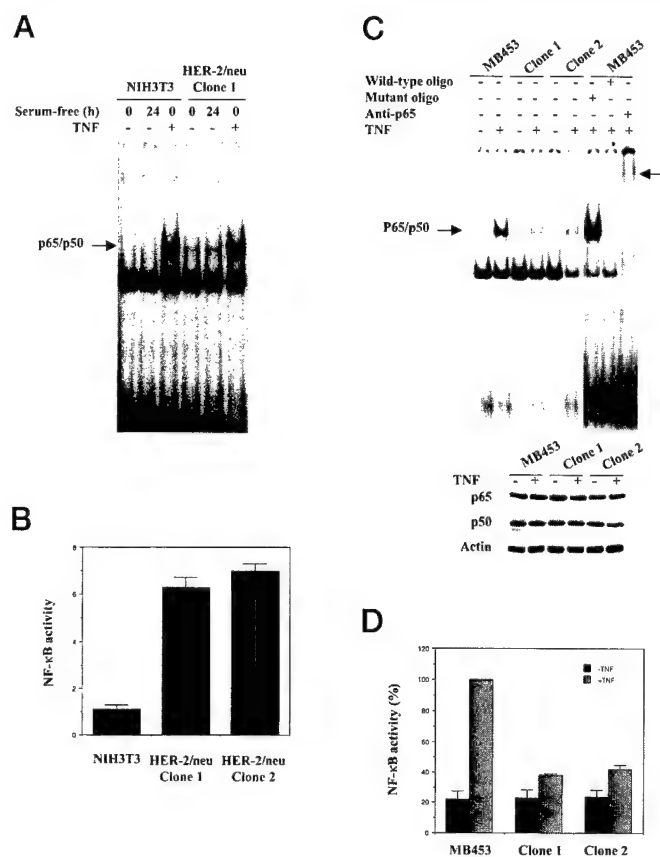 A
NIH3T3
HER-2/neu
Clone 1
Serum-free (h) 0 24 0 0 24 0
TNF + +
p65/p50
B
NF-κB activity
8
6
4
2
0
NIH3T3
HER-2/neu
Clone 1
HER-2/neu
Clone 2
C
MB453
Clone 1
Clone 2
MB453
Wild-type oligo - - - - - - - + -
Mutant oligo - - - - - - + - -
Anti-p65 - - - - - - - - +
TNF - + - + - + + + +
P65/p50
MB453
Clone 1
Clone 2
TNF - + - + - +
p65
p50
Actin
D
NF-κB activity (%)
120
100
80
60
40
20
0
-TNF
+TNF
MB453
Clone 1
Clone 2